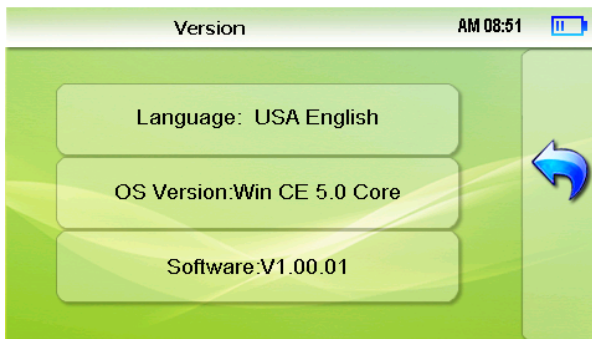 Version AM 08:51
Language: USA English
OS Version:Win CE 5.0 Core
Software:V1.00.01